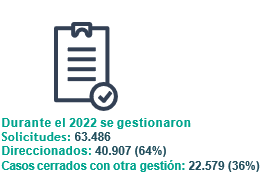 Durante el 2022 se gestionaron
Solicitudes: 63.486
Direccionados: 40.907 (64%)
Casos cerrados con otra gestión: 22.579 (36%)